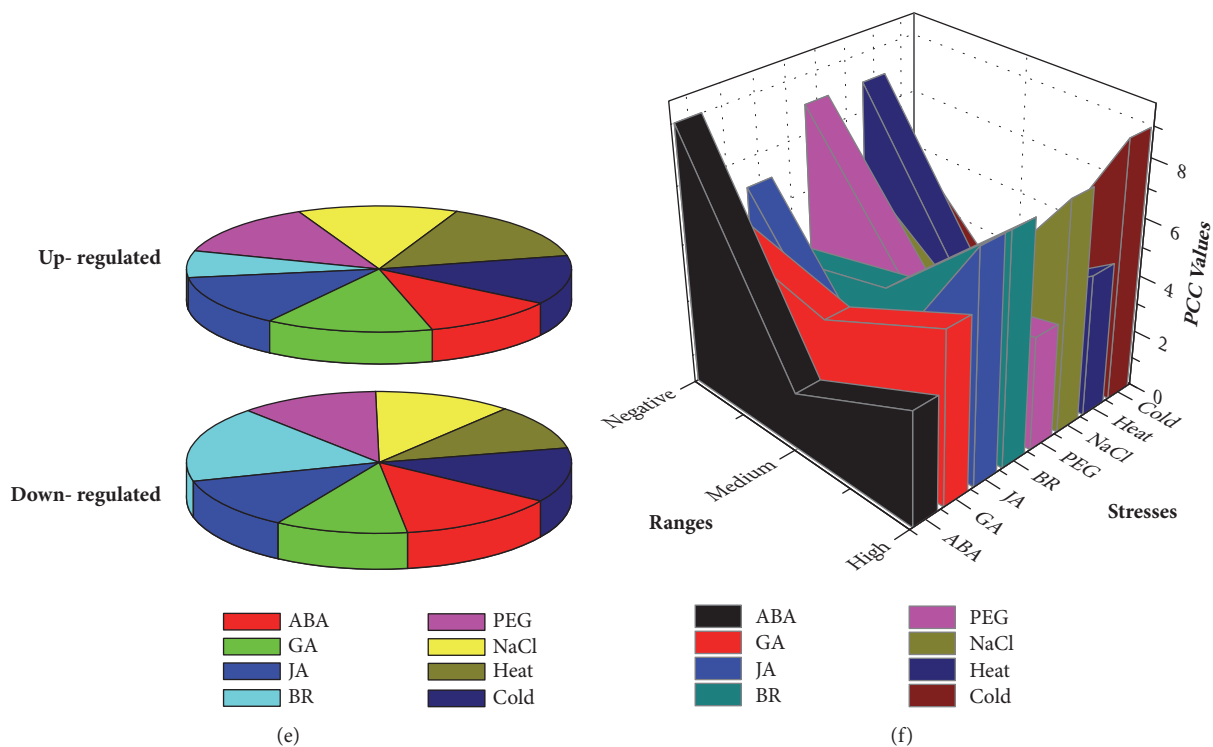 Up- regulated
Down- regulated
ABA
GA
JA
BR
PEG
NaCl
Heat
Cold
(e)
Negative
Medium
High
Ranges
ABA
GA
JA
BR
PEG
NaCl
Heat
Cold
Stresses
0
2
4
6
8
PCC Values
ABA
GA
JA
BR
PEG
NaCl
Heat
Cold
(f)